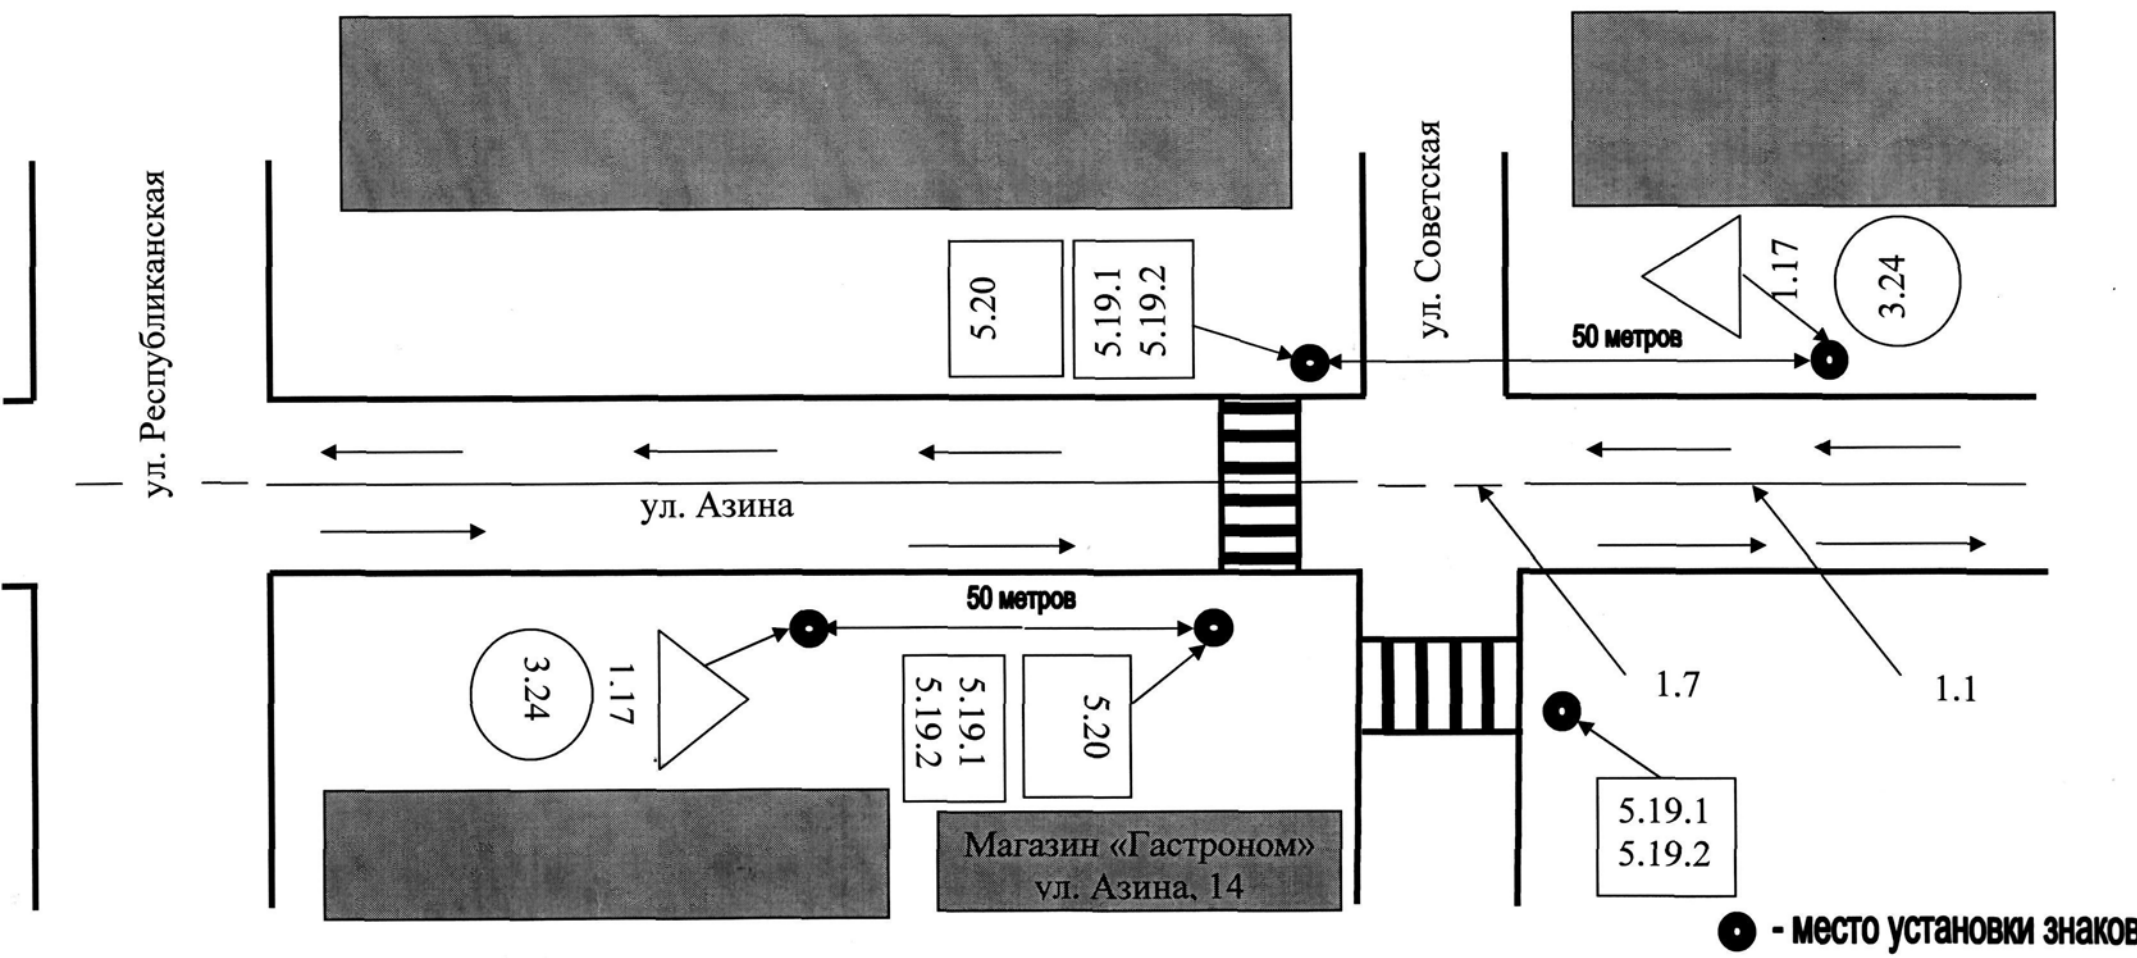 ул. Республиканская
5.20
5.19.1
5.19.2
ул. Советская
1.17
3.24
50 метров
ул. Азина
50 метров
3.24
1.17
5.19.1
5.19.2
5.20
1.7
1.1
5.19.1
5.19.2
Магазин «Гастроном»
ул. Азина, 14
- место установки знаков